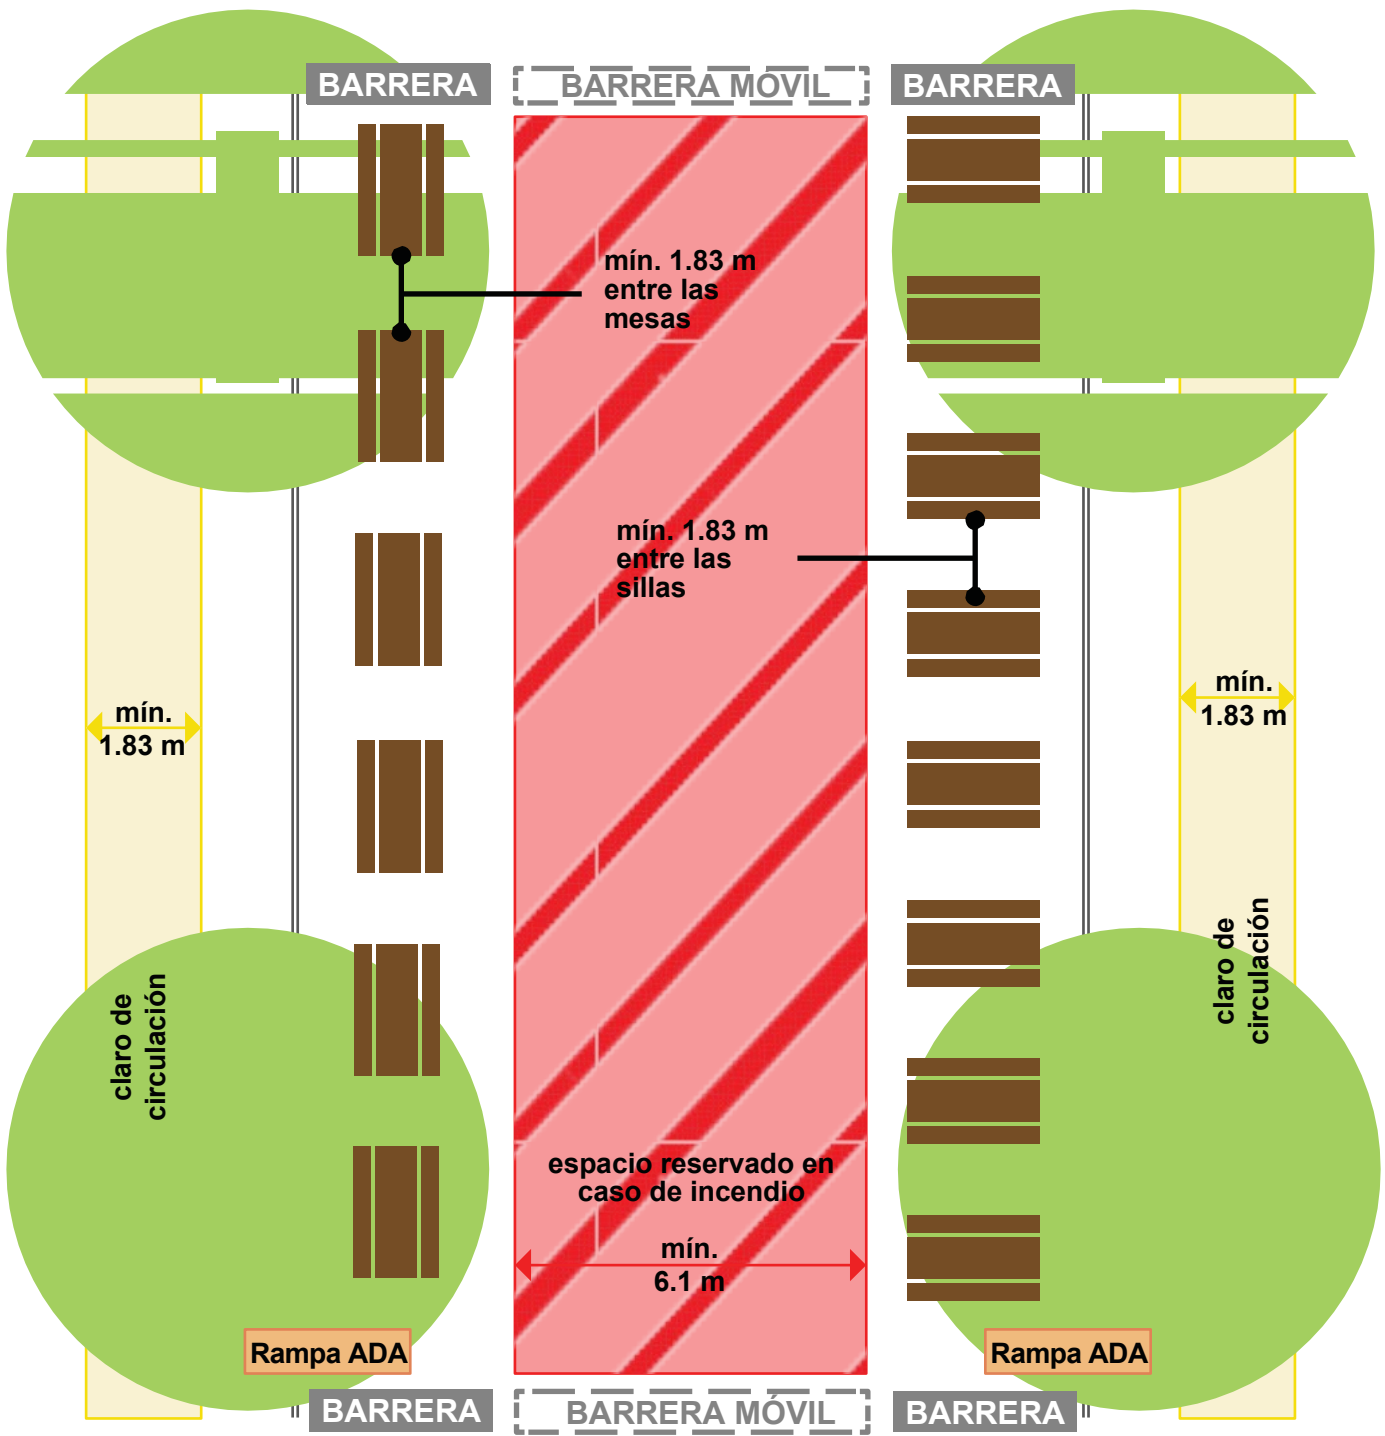 BARRERA
BARRERA MÓVIL
BARRERA
mín. 1.83 m
entre las
mesas
mín. 1.83 m
entre las
sillas
mín.
1.83 m
mín.
1.83 m
claro de
circulación
claro de
circulación
espacio reservado en
caso de incendio
mín.
6.1 m
Rampa ADA
Rampa ADA
BARRERA
BARRERA MÓVIL
BARRERA